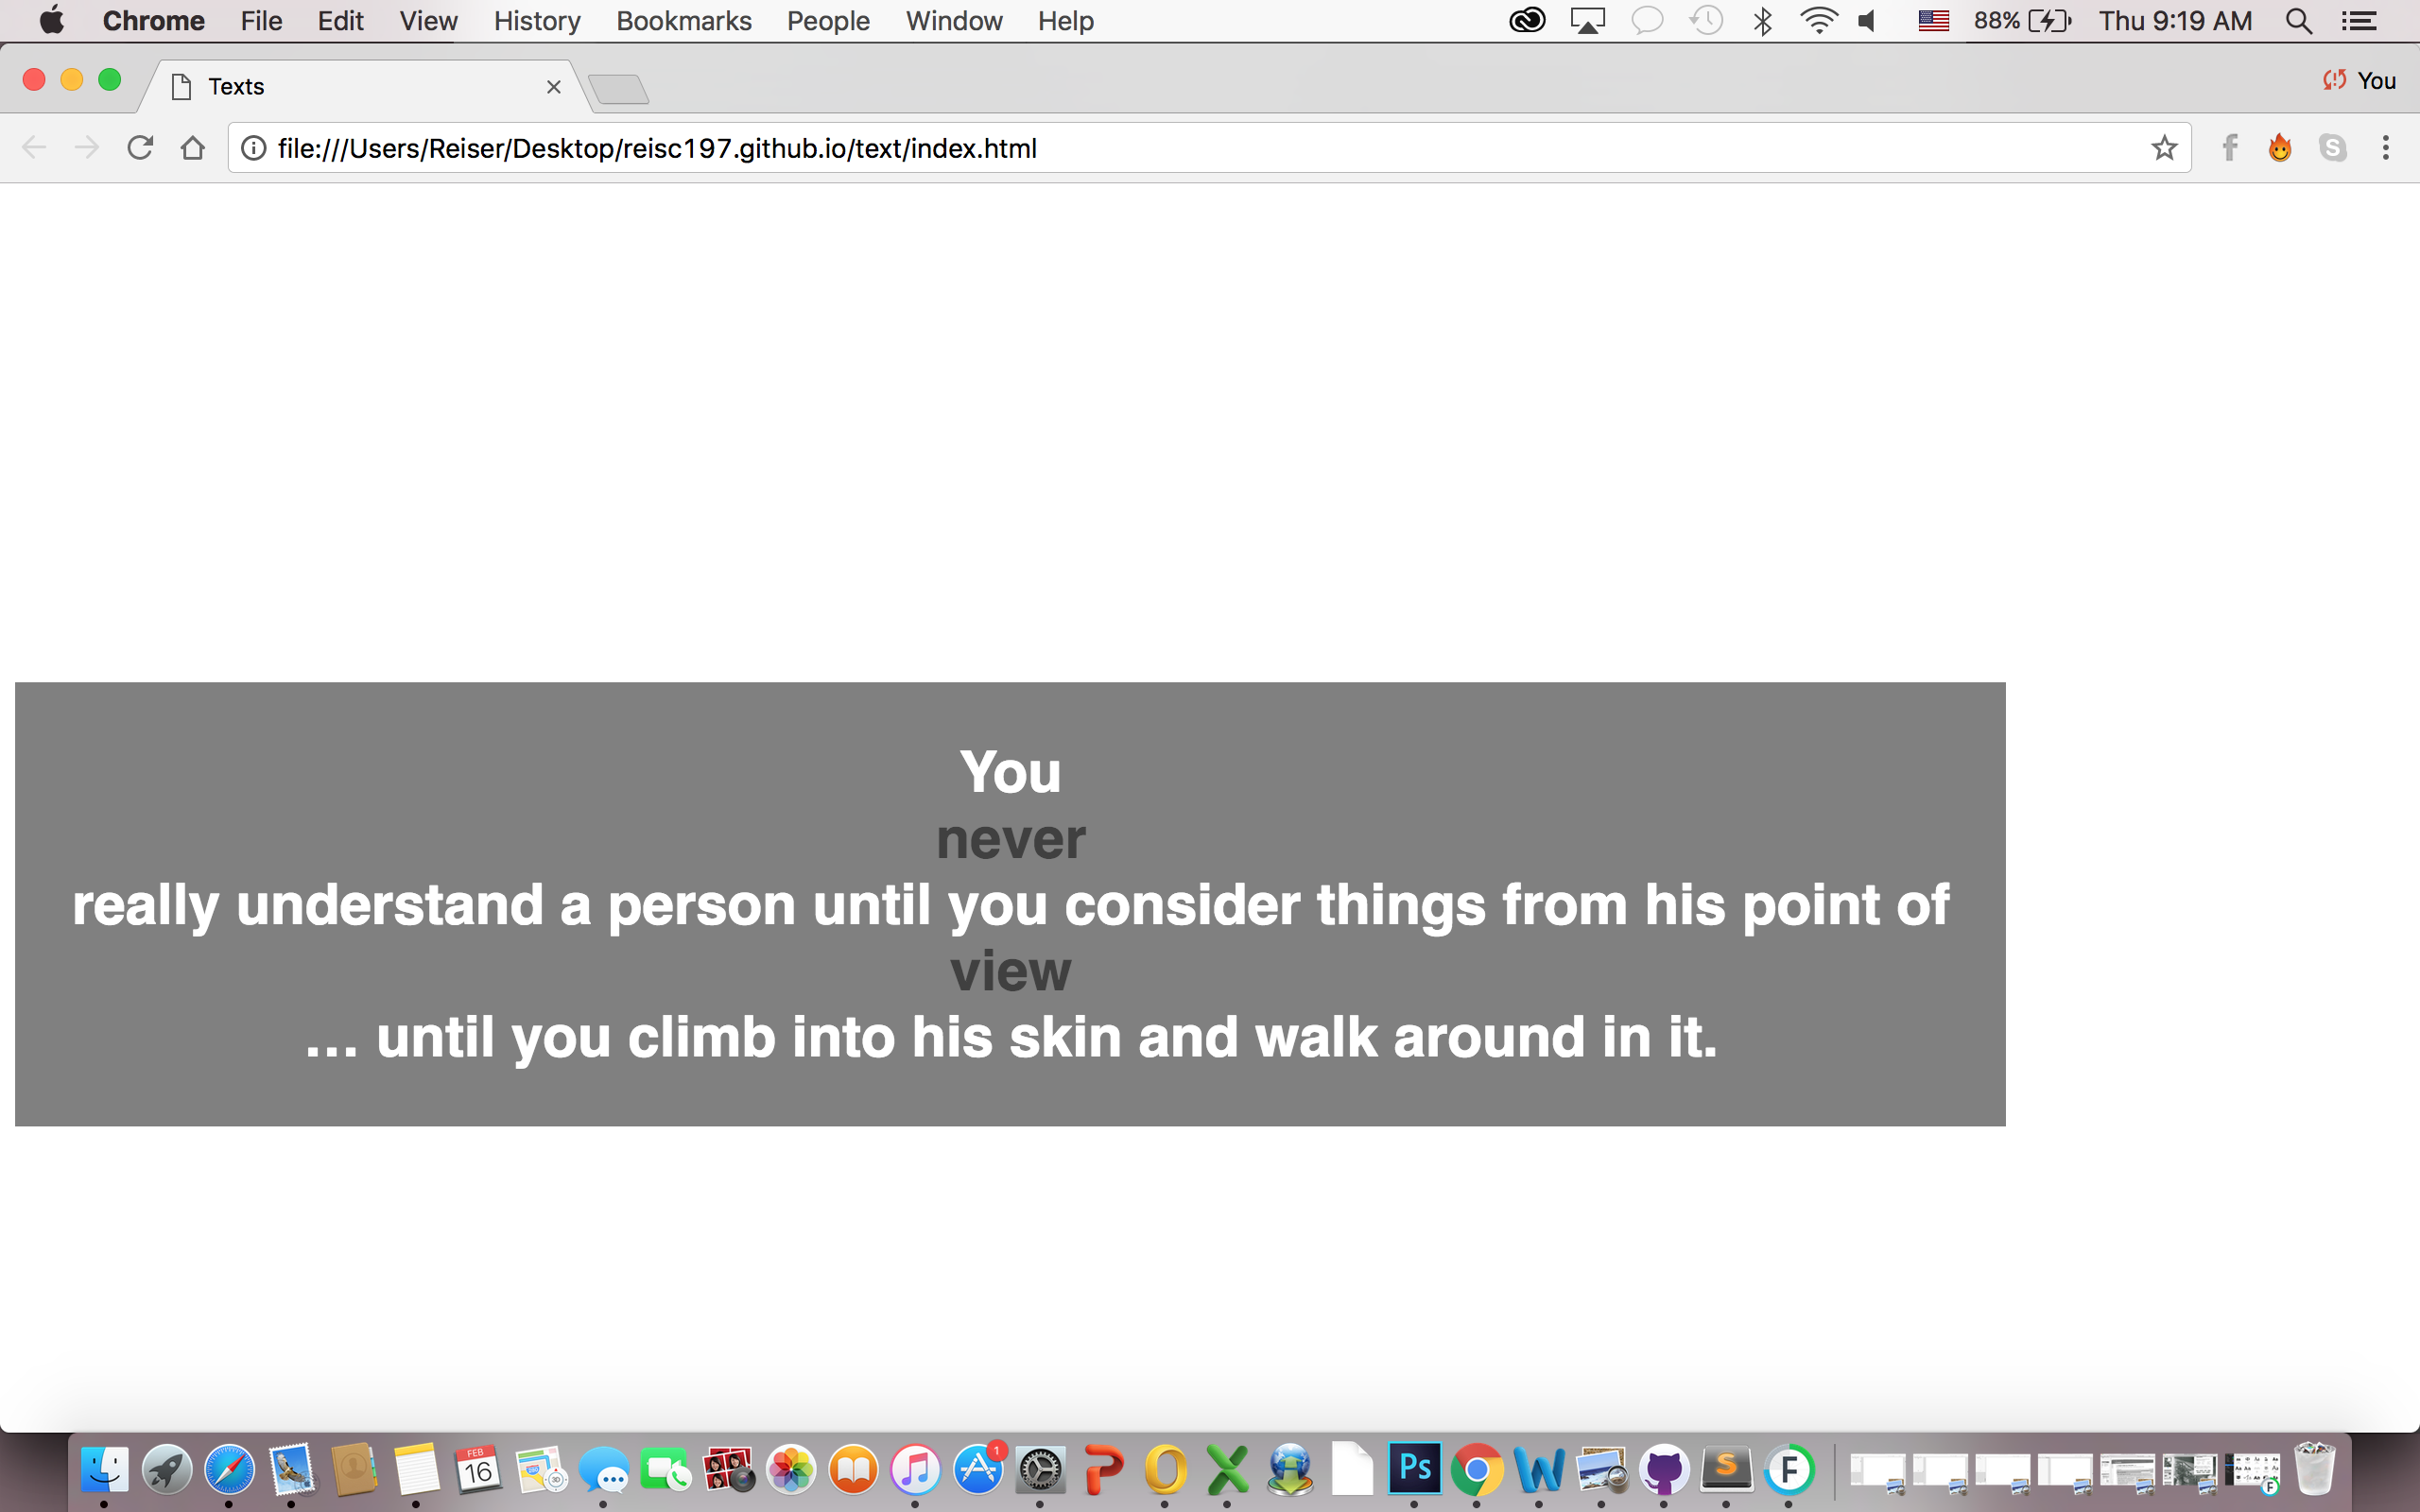 Chrome File Edit View History Bookmarks People Window Help 88% Thu 9:19 AM
Texts You
file:///Users/Reiser/Desktop/reisc197.github.io/text/index.html
You
never
really understand a person until you consider things from his point of
view
... until you climb into his skin and walk around in it.
FEB
16
1
Ps
S
F